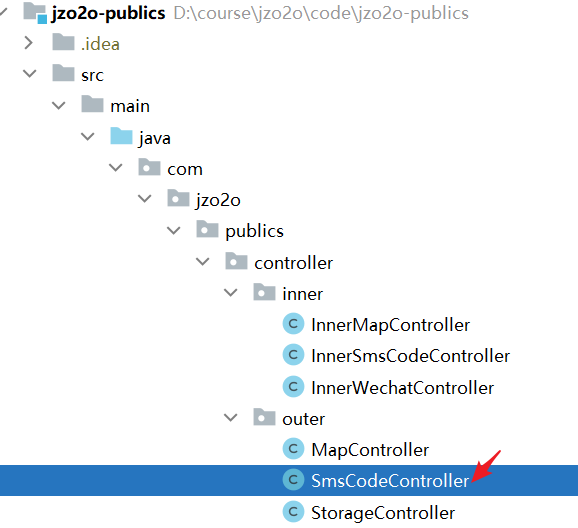 jzo2o-publics D:\course\jzo2o\code\jzo2o-publics
.idea
src
main
java
com
jzo2o
publics
controller
inner
C InnerMapController
C InnerSmsCodeController
C InnerWechatController
outer
C MapController
C SmsCodeController
C StorageController